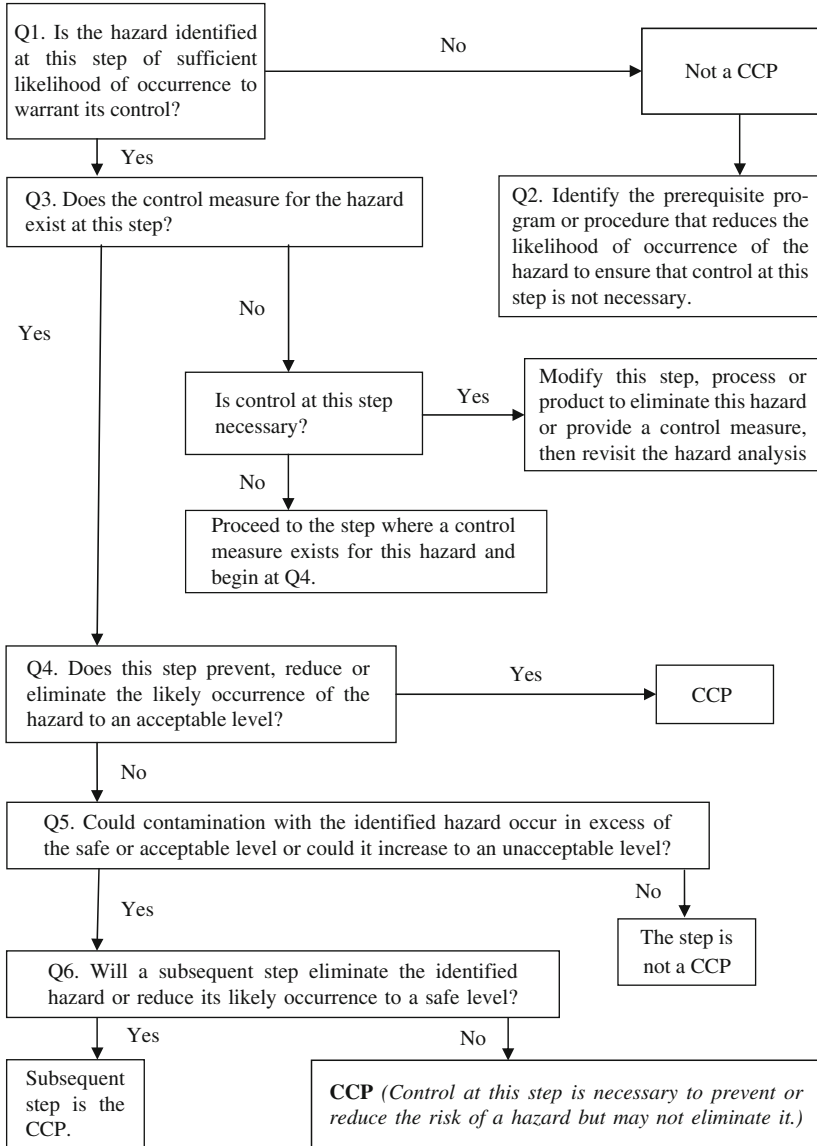 Q1. Is the hazard identified
at this step of sufficient
likelihood of occurrence to
warrant its control?
No
Not a CCP
Yes
Q2. Identify the prerequisite pro-
gram or procedure that reduces the
likelihood of occurrence of the
hazard to ensure that control at this
step is not necessary.
Q3. Does the control measure for the hazard
exist at this step?
Yes
No
Is control at this step
necessary?
Yes
Modify this step, process or
product to eliminate this hazard
or provide a control measure,
then revisit the hazard analysis
No
Proceed to the step where a control
measure exists for this hazard and
begin at Q4.
Q4. Does this step prevent, reduce or
eliminate the likely occurrence of the
hazard to an acceptable level?
Yes
CCP
No
Q5. Could contamination with the identified hazard occur in excess of
the safe or acceptable level or could it increase to an unacceptable level?
No
Yes
The step is
not a CCP
Q6. Will a subsequent step eliminate the identified
hazard or reduce its likely occurrence to a safe level?
Yes
No
Subsequent
step is the
CCP.
CCP (Control at this step is necessary to prevent or
reduce the risk of a hazard but may not eliminate it.)